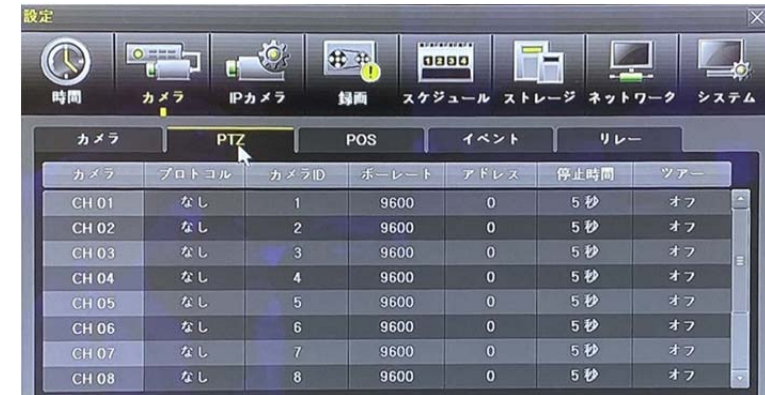 設定
時間 カメラ IPカメラ 録画 スケジュール ストレージ ネットワーク システム
カメラ PTZ POS イベント リレー
カメラ プロトコル カメラID ボーレート アドレス 停止時間 ツアー
CH 01 なし 1 9600 0 5 秒 オフ
CH 02 なし 2 9600 0 5 秒 オフ
CH 03 なし 3 9600 0 5 秒 オフ
CH 04 なし 4 9600 0 5 秒 オフ
CH 05 なし 5 9600 0 5 秒 オフ
CH 06 なし 6 9600 0 5 秒 オフ
CH 07 なし 7 9600 0 5 秒 オフ
CH 08 なし 8 9600 0 5 秒 オフ